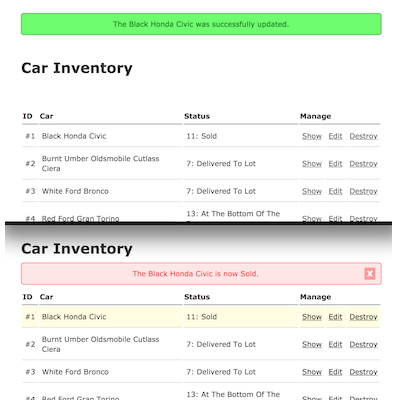 The Black Honda Civic was successfully updated.
Car Inventory
ID Car Status Manage
#1 Black Honda Civic 11: Sold Show Edit Destroy
#2 Burnt Umber Oldsmobile Cutlass Ciera 7: Delivered To Lot Show Edit Destroy
#3 White Ford Bronco 7: Delivered To Lot Show Edit Destroy
#4 Red Ford Gran Torino 13: At The Bottom Of The Show Edit Destroy
Car Inventory
The Black Honda Civic is now Sold.
ID Car Status Manage
#1 Black Honda Civic 11: Sold Show Edit Destroy
#2 Burnt Umber Oldsmobile Cutlass Ciera 7: Delivered To Lot Show Edit Destroy
#3 White Ford Bronco 7: Delivered To Lot Show Edit Destroy
#4 Red Ford Gran Torino 13: At The Bottom Of The Show Edit Destroy